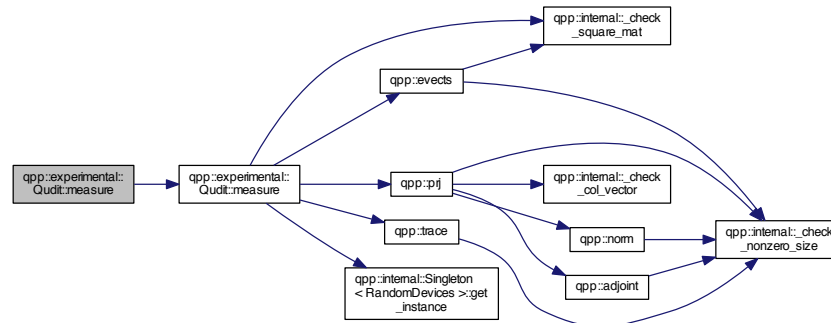 qpp::experimental::
Qudit::measure
qpp::experimental::
Qudit::measure
qpp::internal::_check
_square_mat
qpp::evects
qpp::prj
qpp::internal::_check
_col_vector
qpp::trace
qpp::norm
qpp::internal::_check
_nonzero_size
qpp::adjoint
qpp::internal::Singleton
< RandomDevices >::get
_instance